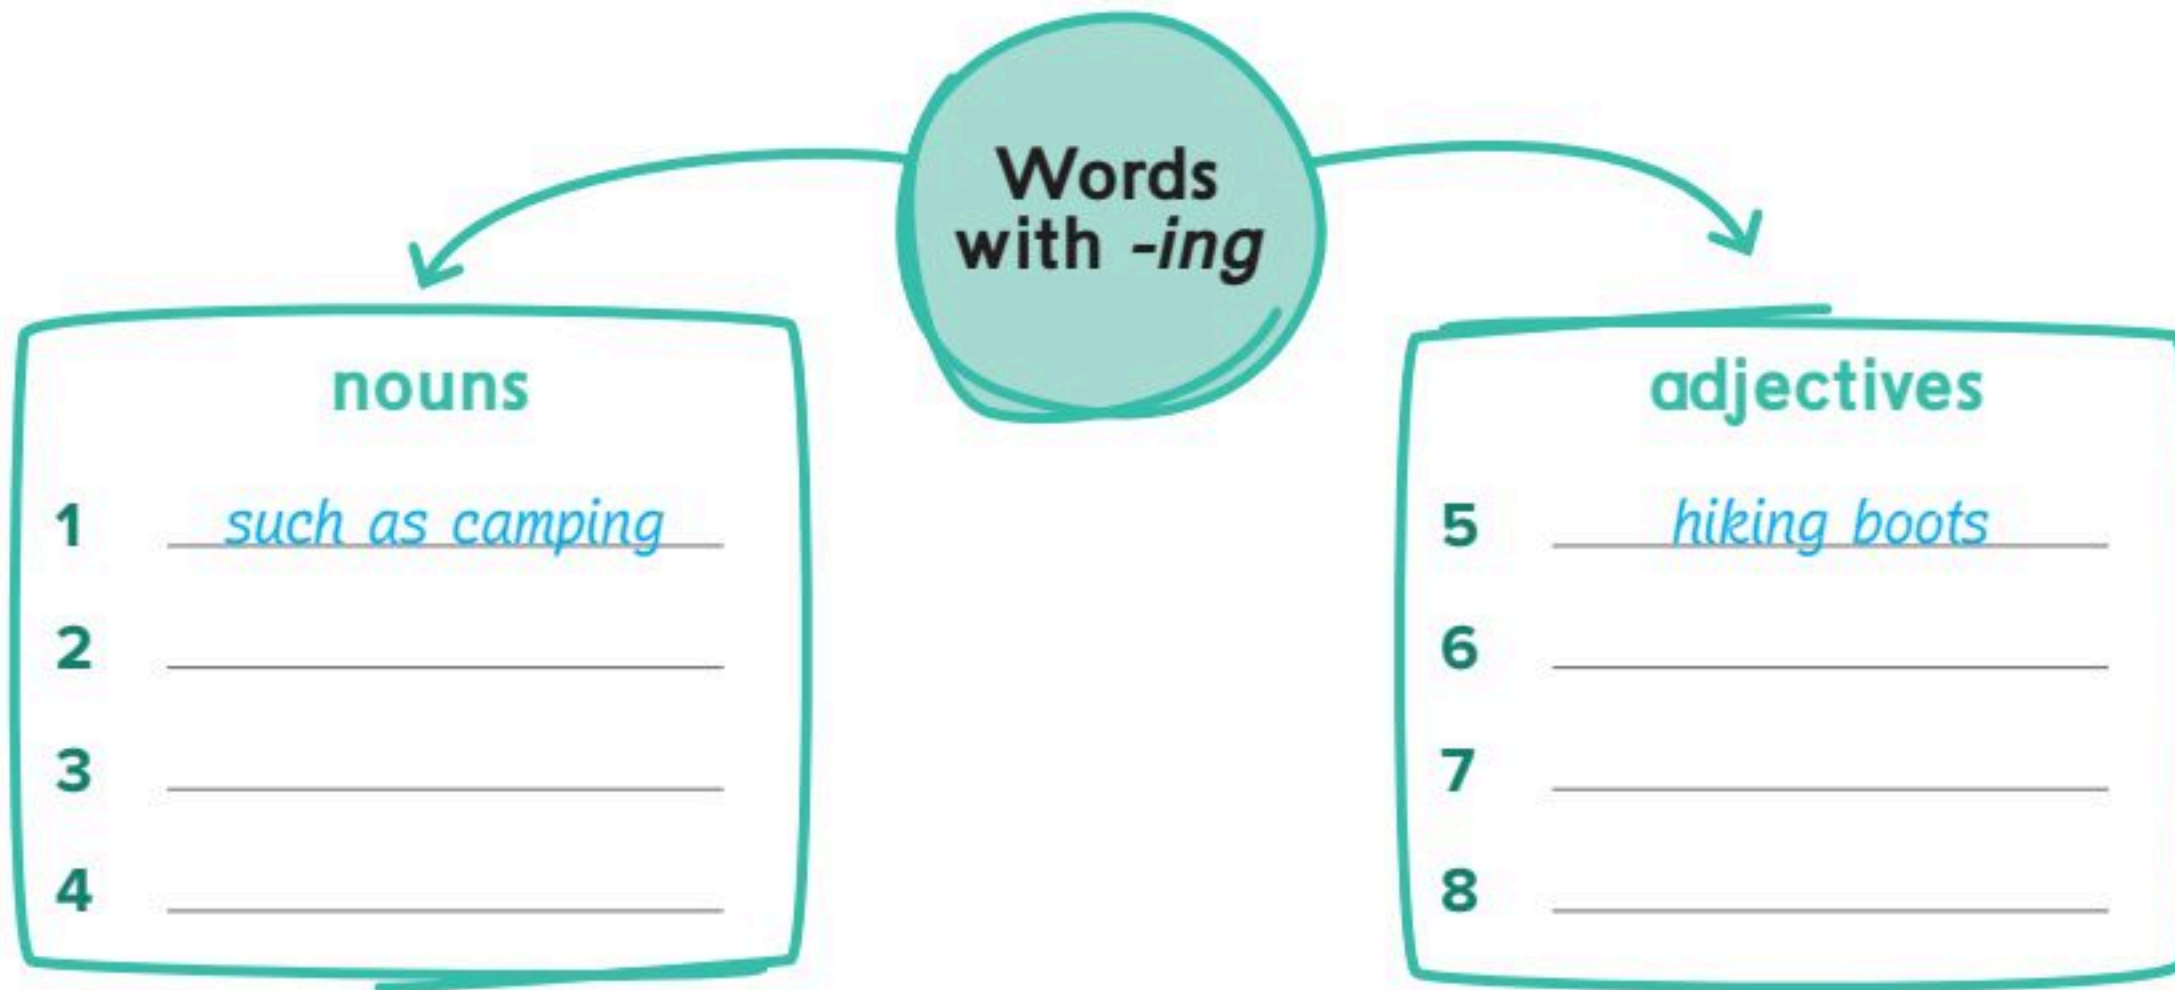 Words
with -ing
nouns
1 such as camping
2
3
4
adjectives
5 hiking boots
6
7
8